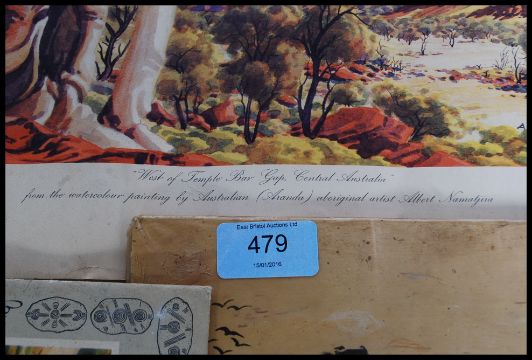 "West of Temple Bar Gap, Central Australia"
from the watercolour painting by Australian (Aranda) aboriginal artist Albert Namatjira
East Bristol Auctions Ltd
479
15/01/2016